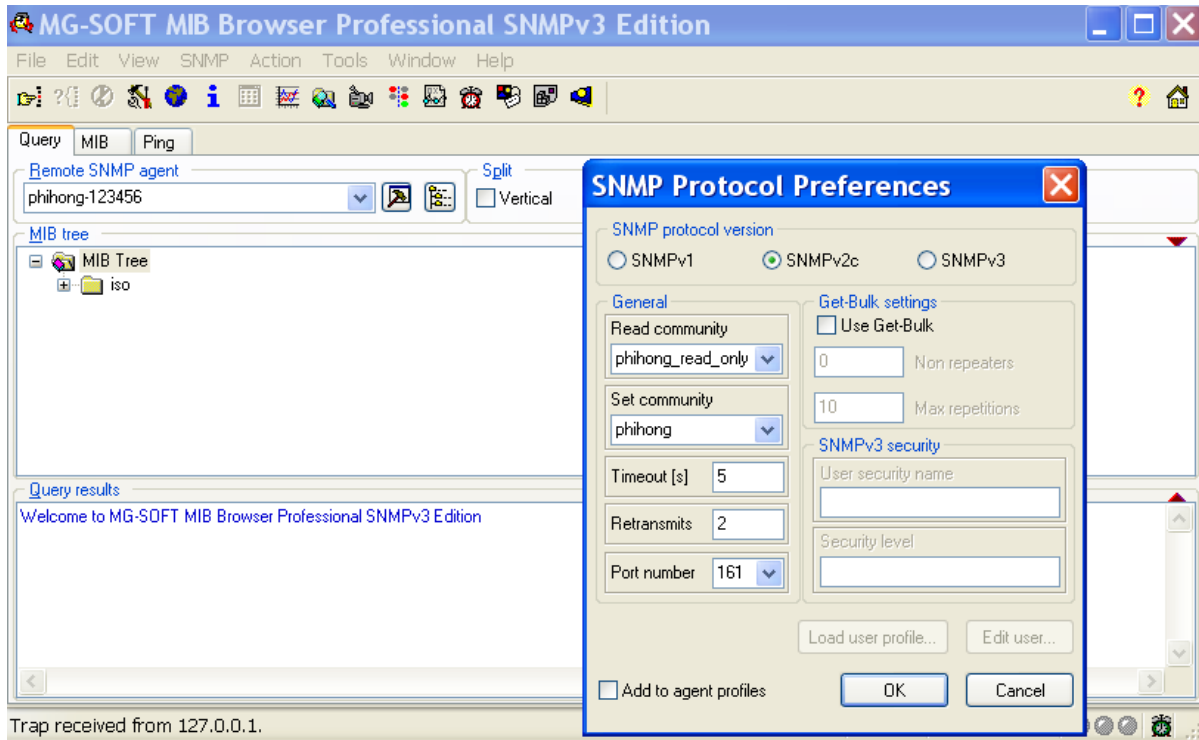 MG-SOFT MIB Browser Professional SNMPv3 Edition
File Edit View SNMP Action Tools Window Help
Query MIB Ping
Remote SNMP agent
phihong-123456
Split
Vertical
MIB tree
MIB Tree
iso
Query results
Welcome to MG-SOFT MIB Browser Professional SNMPv3 Edition
Trap received from 127.0.0.1.
SNMP Protocol Preferences
SNMP protocol version
SNMPv1 SNMPv2c SNMPv3
General
Read community
phihong_read_only
Set community
phihong
Timeout [s] 5
Retransmits 2
Port number 161
Get-Bulk settings
Use Get-Bulk
0 Non repeaters
10 Max repetitions
SNMPv3 security
User security name
Security level
Load user profile... Edit user...
Add to agent profiles
OK Cancel